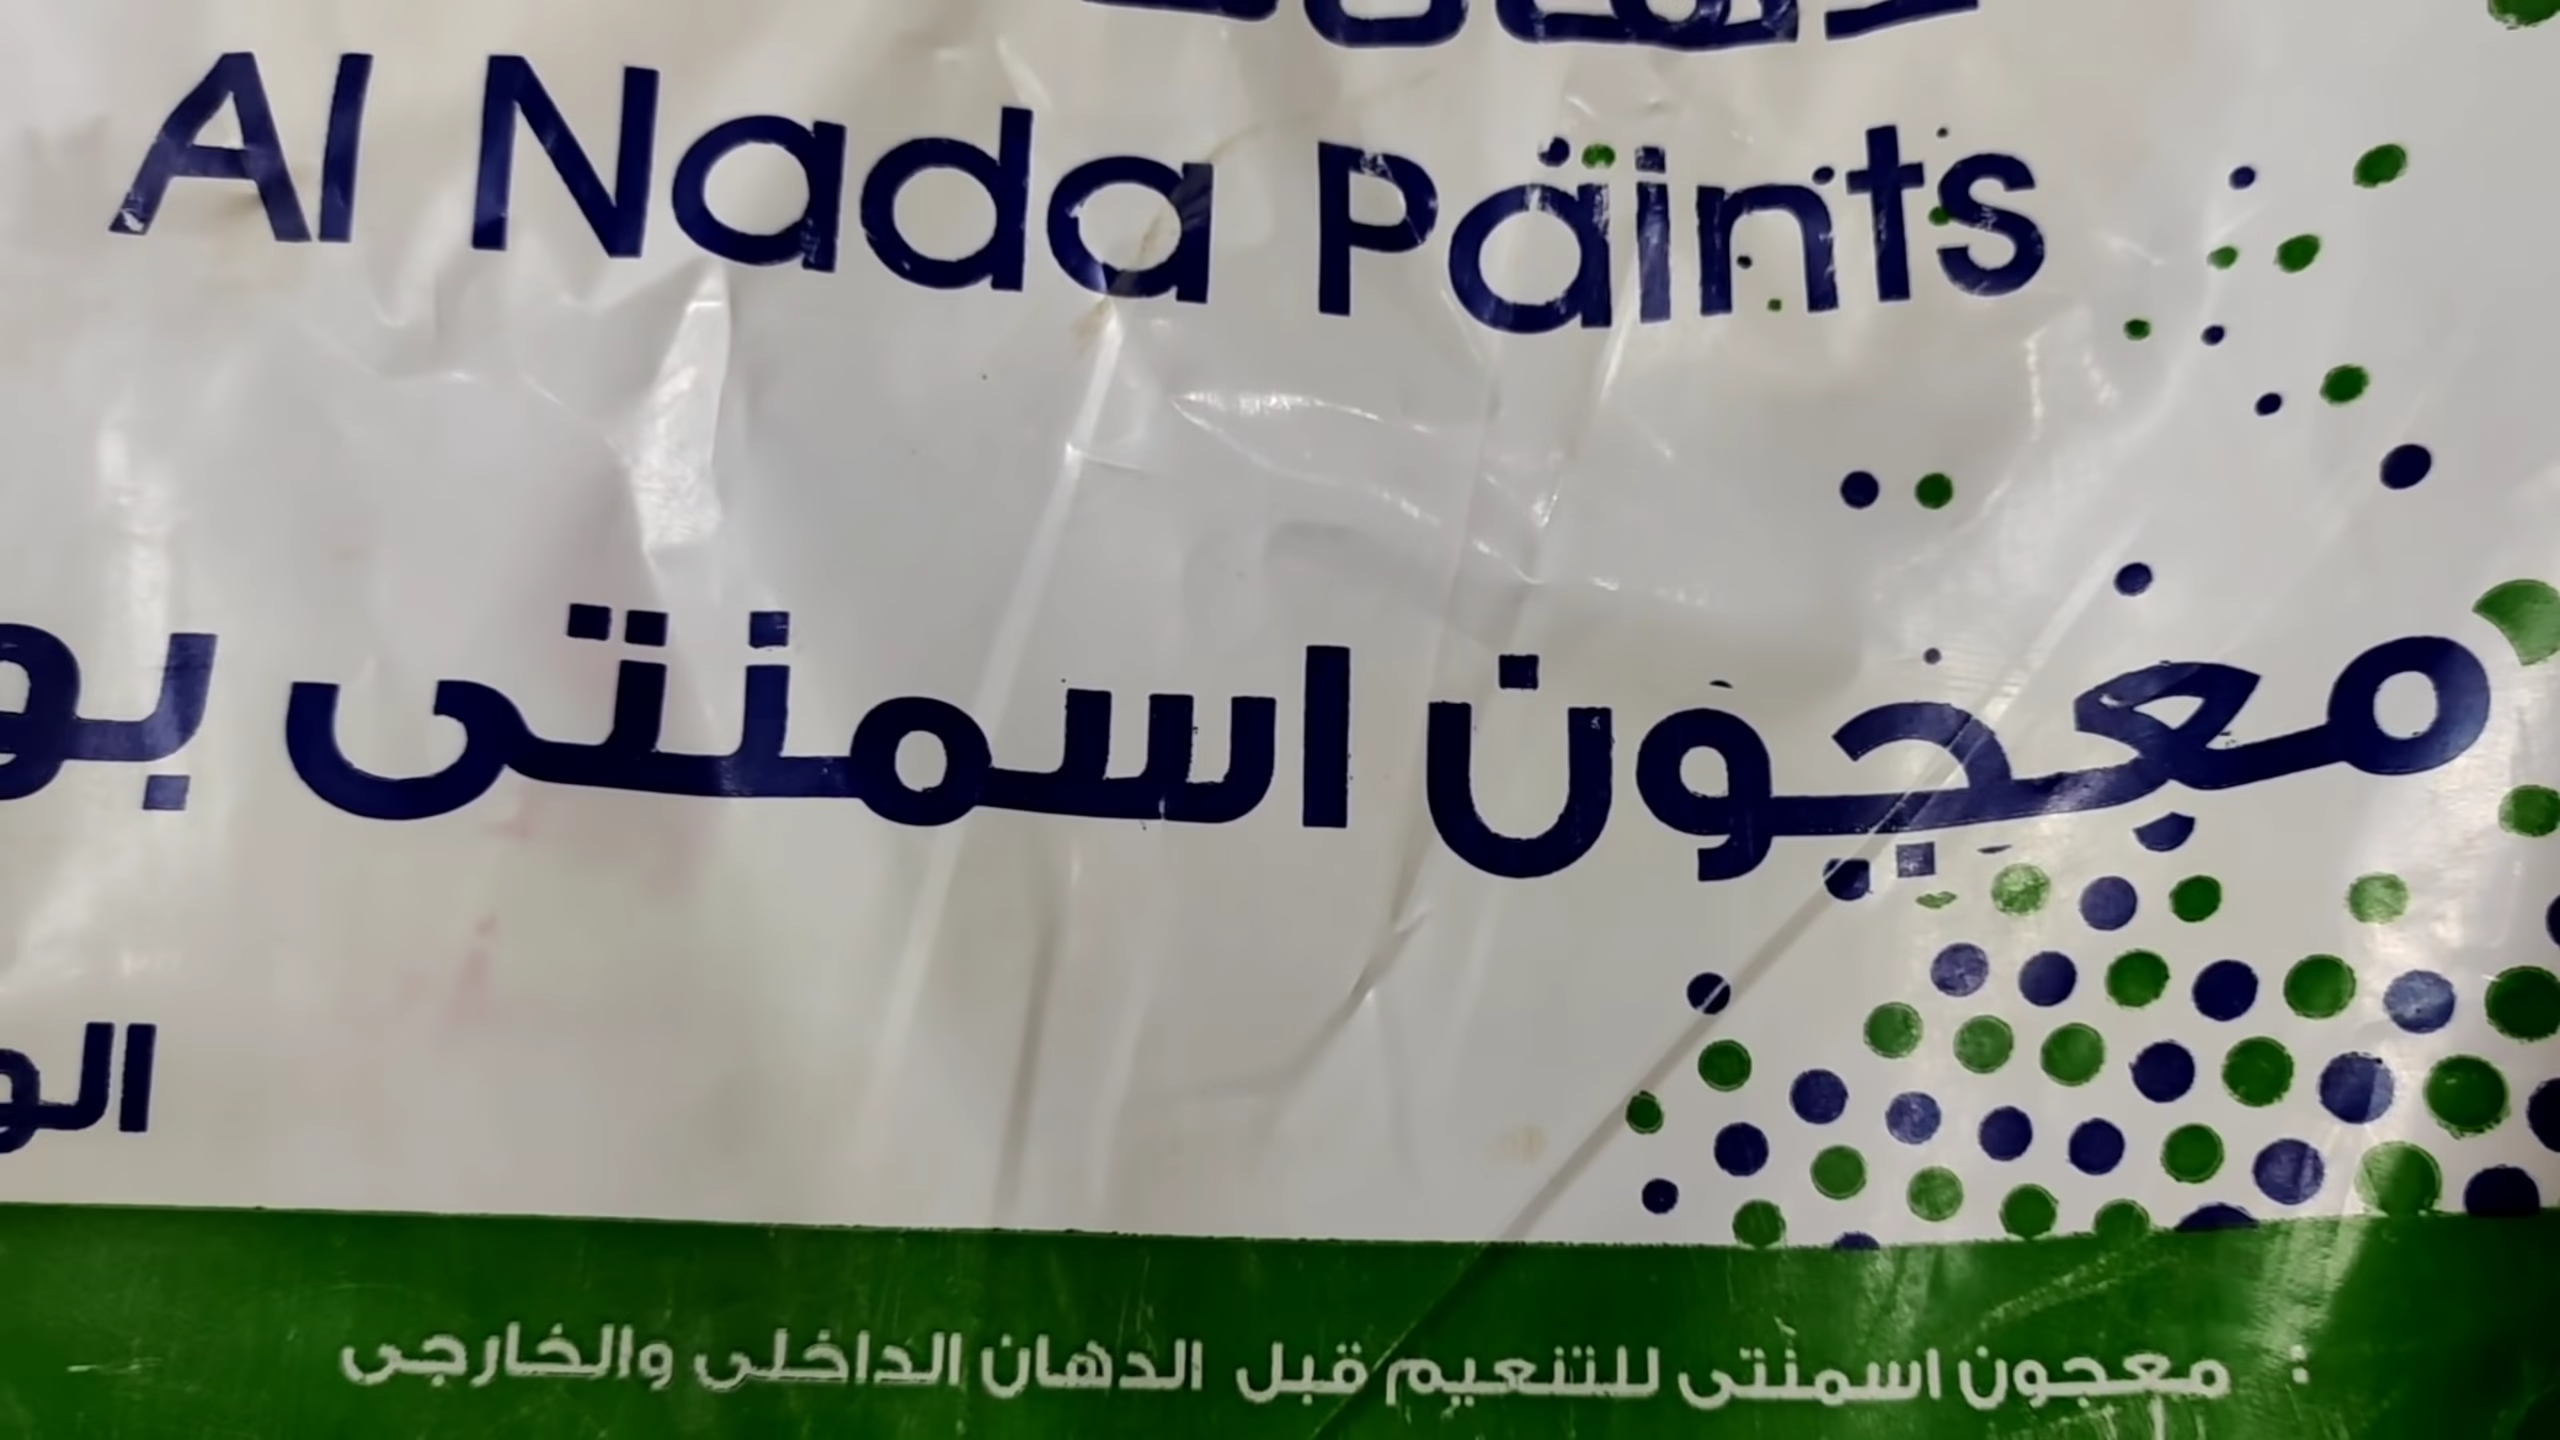 Al Nada Paints
معجون اسمنتى
: معجون اسمنتى للتنعيم قبل الدهان الداخلى والخارجى